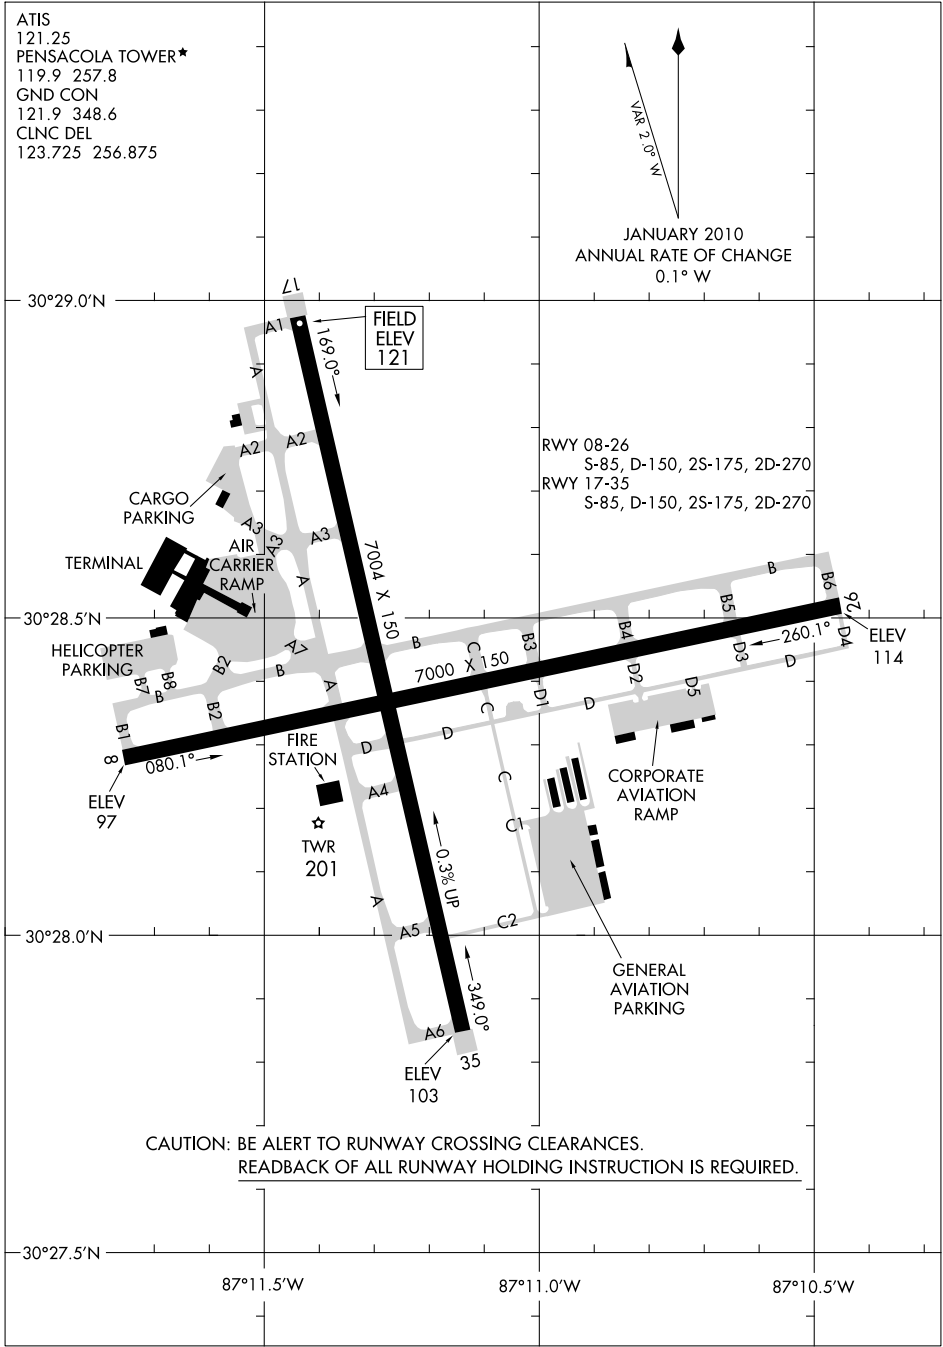 ATIS
121.25
PENSACOLA TOWER★
119.9 257.8
GND CON
121.9 348.6
CLNC DEL
123.725 256.875
VAR 2.0° W
JANUARY 2010
ANNUAL RATE OF CHANGE
0.1° W
30°29.0'N
17
A1
FIELD
ELEV
121
169.0°
A
A2
A2
RWY 08-26
S-85, D-150, 2S-175, 2D-270
RWY 17-35
S-85, D-150, 2S-175, 2D-270
CARGO
PARKING
A3
A3
A3
TERMINAL
AIR
CARRIER
RAMP
A
7004 X 150
B
B6
26
30°28.5'N
B5
B4
B3
B
C
260.1°
D4
ELEV
114
HELICOPTER
PARKING
A7
B2
B
B7
B8
B
B2
B1
A
7000 X 150
D3
D
D2
D5
D1
D
C
8
080.1°
ELEV
97
FIRE
STATION
D
D
C
A4
CORPORATE
AVIATION
RAMP
TWR
201
C1
0.3% UP
A
A5
C2
30°28.0'N
GENERAL
AVIATION
PARKING
349.0°
A6
35
ELEV
103
CAUTION: BE ALERT TO RUNWAY CROSSING CLEARANCES.
READBACK OF ALL RUNWAY HOLDING INSTRUCTION IS REQUIRED.
30°27.5'N
87°11.5'W
87°11.0'W
87°10.5'W